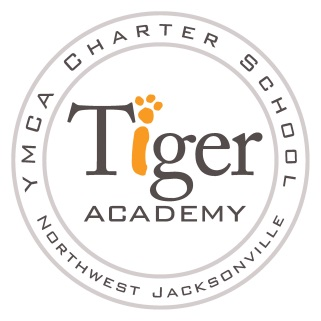 YMCA CHARTER SCHOOL
Tiger
ACADEMY
NORTHWEST JACKSONVILLE